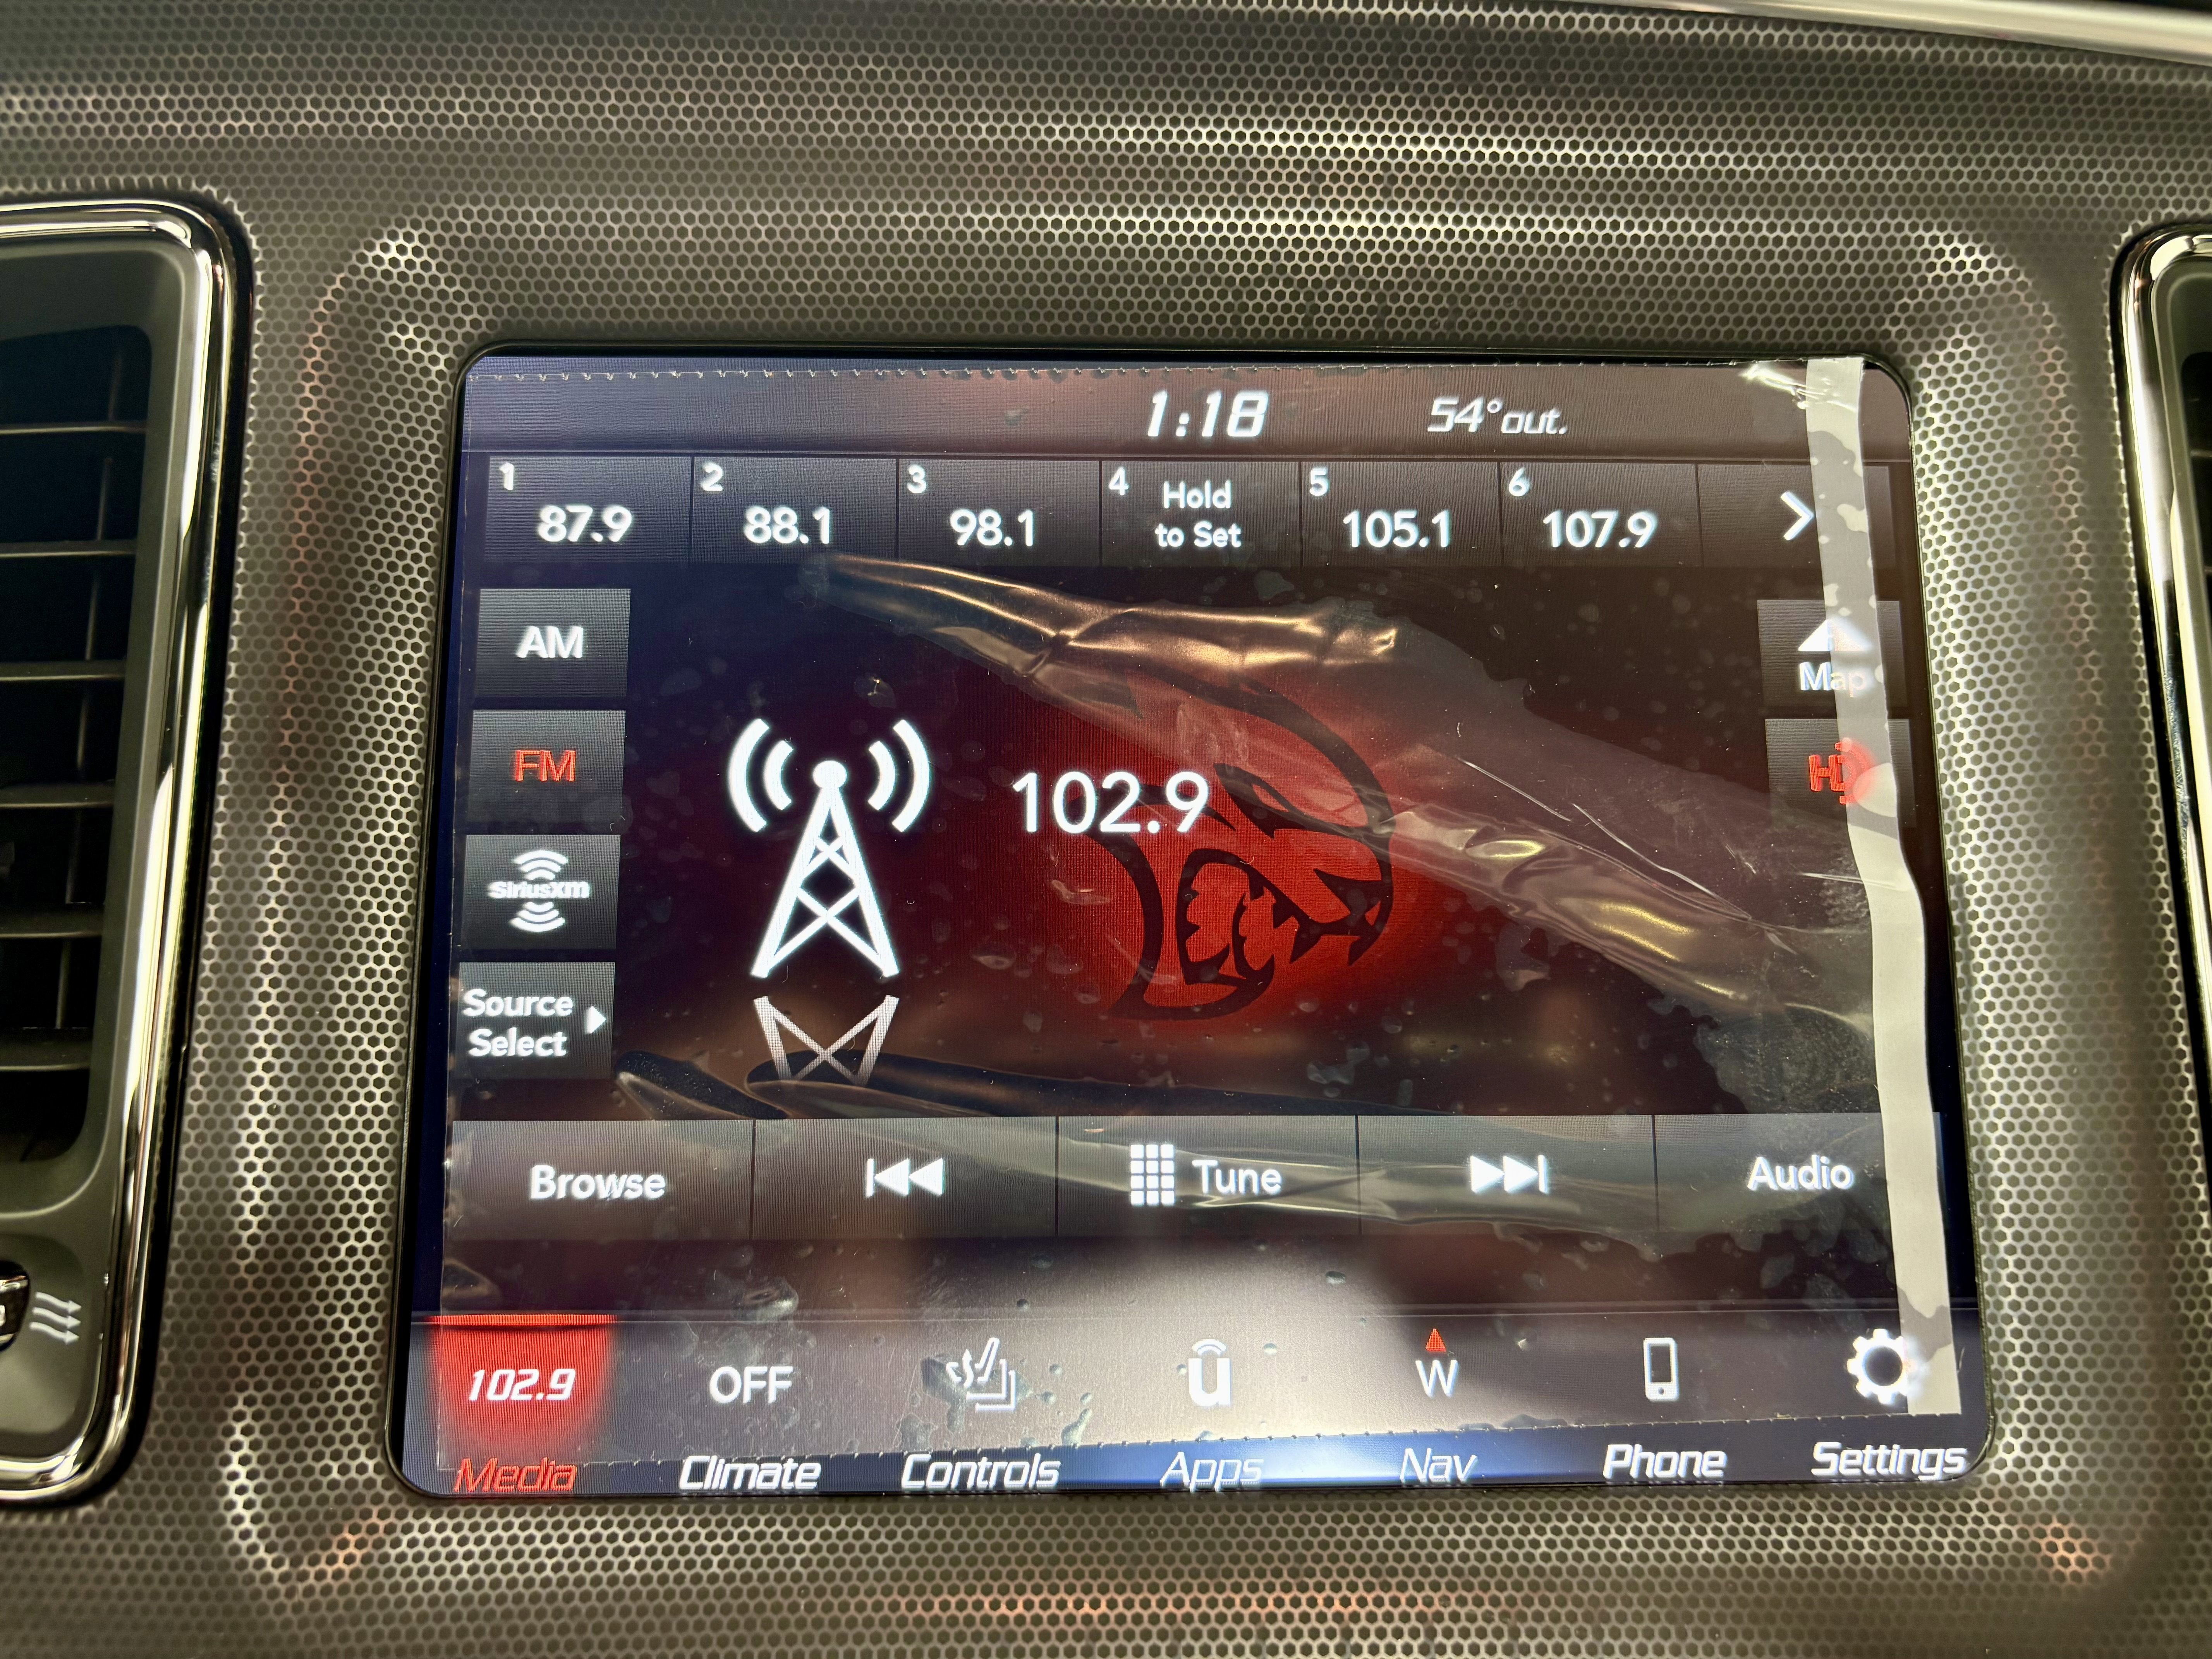 1:18 54° out.
1 2 3 4 Hold 5 6
87.9 88.1 98.1 to Set 105.1 107.9
AM
Map
FM
HD
102.9
SiriusXM
Source
Select
Browse Tune Audio
102.9 OFF u W
Media Climate Controls Apps Nav Phone Settings